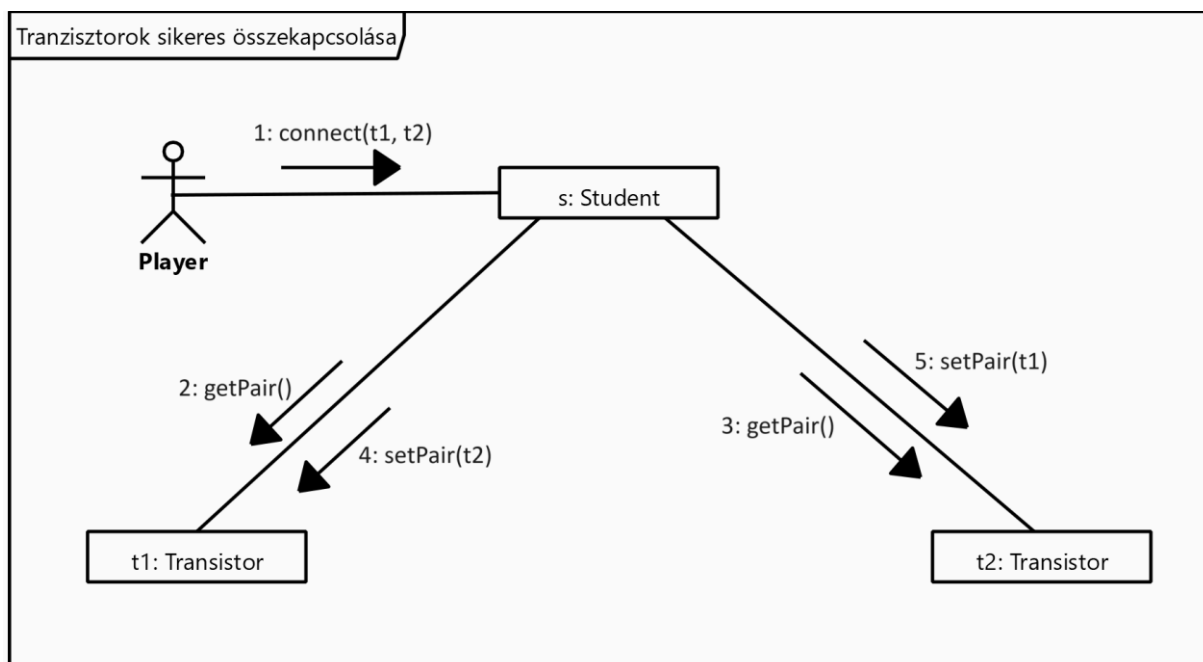 Tranzisztorok sikeres összekapcsolása
1: connect(t1, t2)
s: Student
Player
2: getPair()
5: setPair(t1)
3: getPair()
4: setPair(t2)
t1: Transistor
t2: Transistor